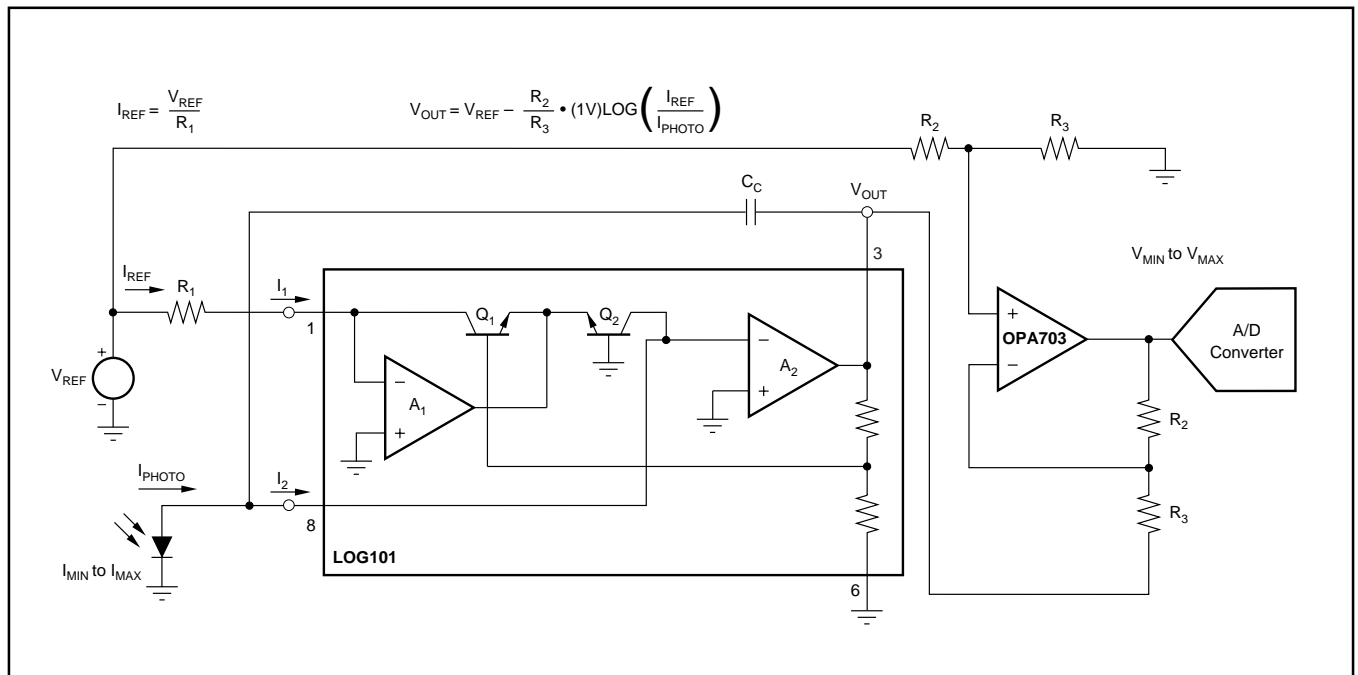 I_REF = V_REF / R_1
V_OUT = V_REF – R_2 / R_3 • (1V)LOG(I_REF / I_PHOTO)
R_2
R_3
C_C
V_OUT
3
V_MIN to V_MAX
I_REF
R_1
I_1
1
Q_1
Q_2
+
OPA703
–
A/D
Converter
+
V_REF
–
–
A_1
+
–
A_2
+
R_2
I_PHOTO
I_2
8
R_3
I_MIN to I_MAX
LOG101
6